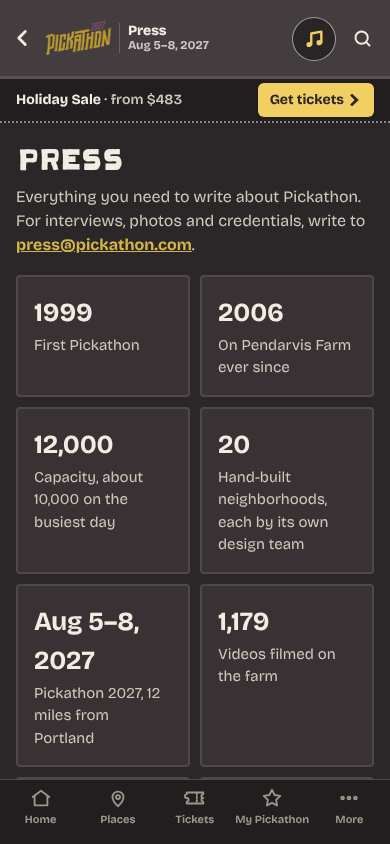 PICKATHON
Press
Aug 5–8, 2027
Holiday Sale · from $483
Get tickets
PRESS
Everything you need to write about Pickathon.
For interviews, photos and credentials, write to
press@pickathon.com.
1999
First Pickathon
2006
On Pendarvis Farm
ever since
12,000
Capacity, about
10,000 on the
busiest day
20
Hand-built
neighborhoods,
each by its own
design team
Aug 5–8,
2027
Pickathon 2027, 12
miles from
Portland
1,179
Videos filmed on
the farm
Home
Places
Tickets
My Pickathon
More